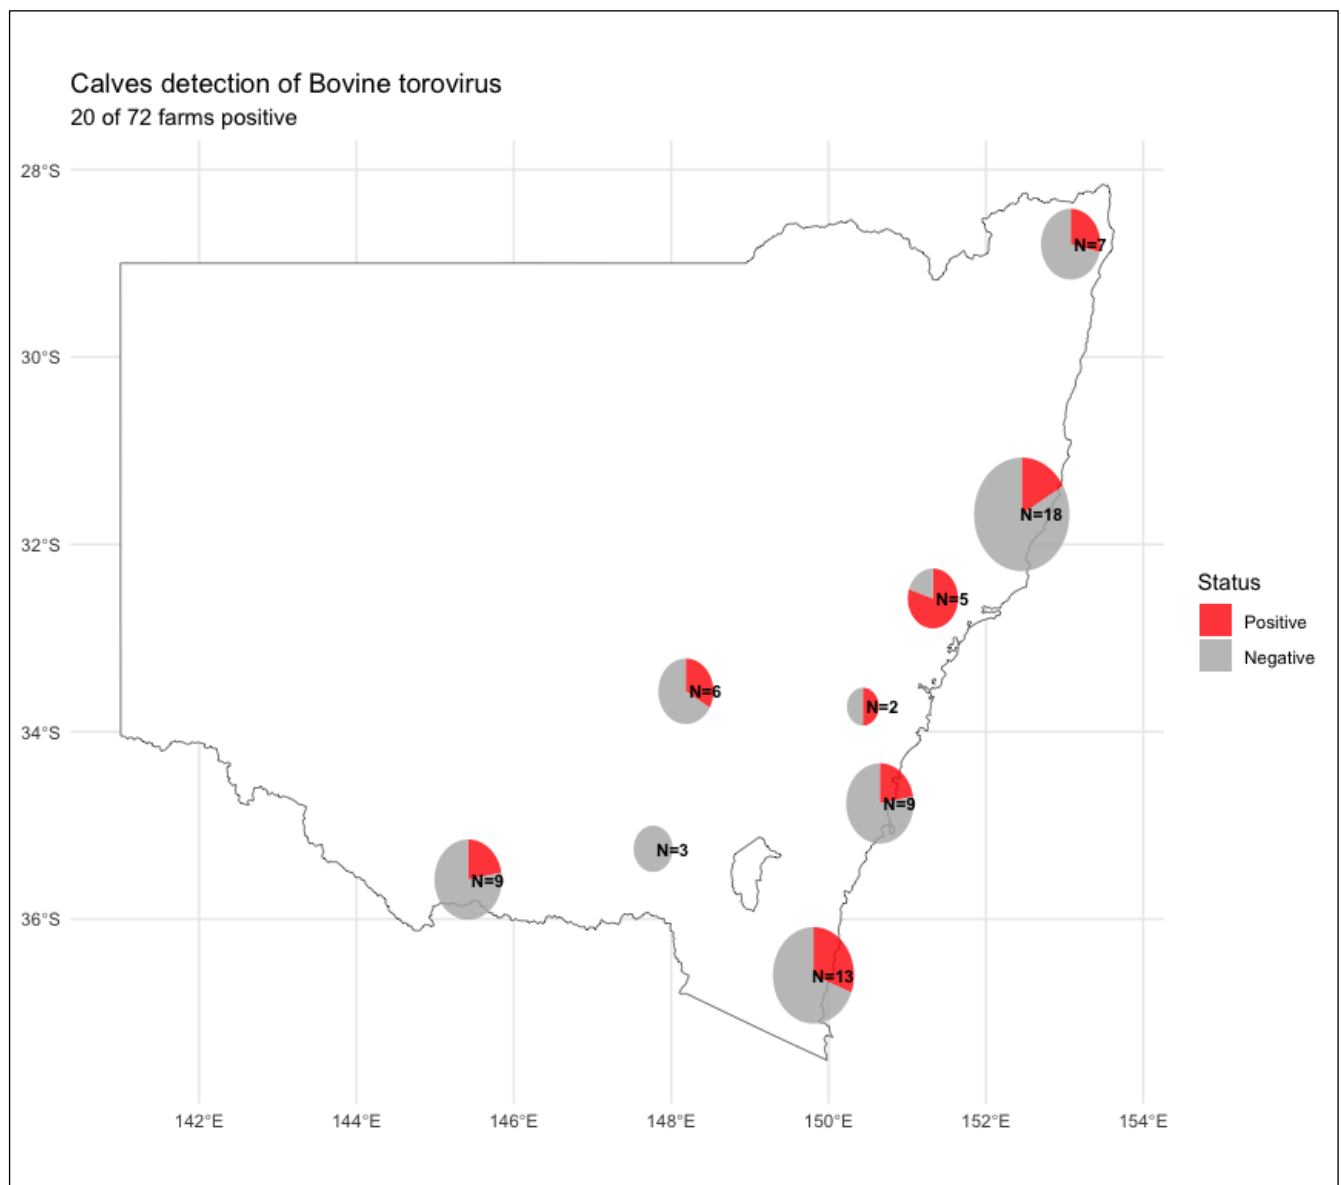 Calves detection of Bovine torovirus
20 of 72 farms positive
28°S
30°S
32°S
34°S
36°S
N=7
N=18
N=5
N=6
N=2
N=9
N=3
N=9
N=13
Status
Positive
Negative
142°E
144°E
146°E
148°E
150°E
152°E
154°E